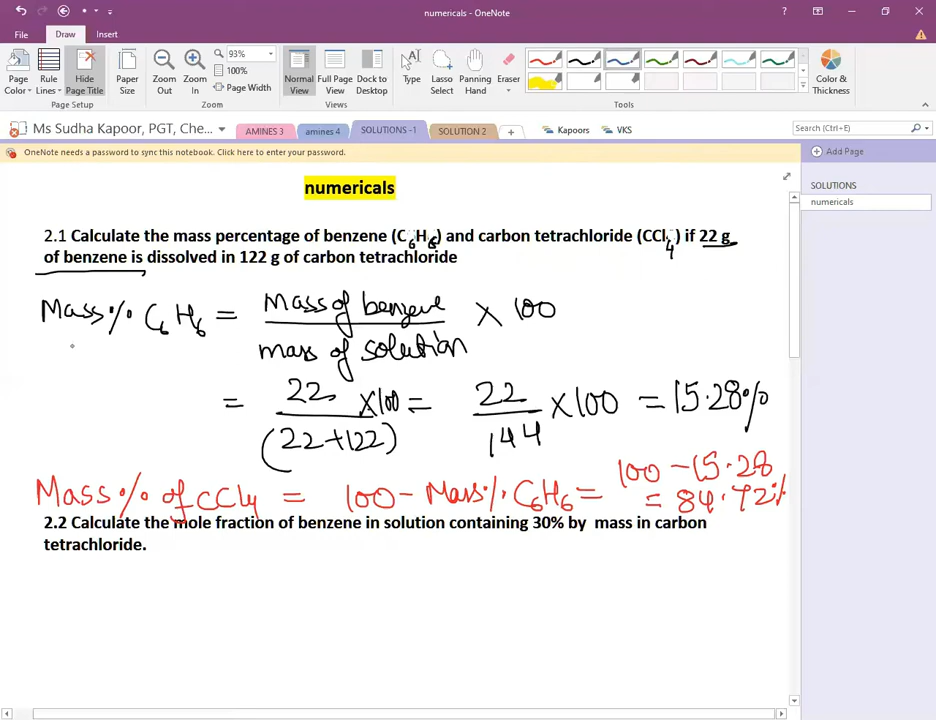 numericals - OneNote
File Draw Insert
Page Color
Rule Lines
Hide Page Title
Paper Size
Zoom Out
Zoom In
93%
100%
Page Width
Normal View
Full Page View
Dock to Desktop
Type
Lasso Select
Panning Hand
Eraser
Color & Thickness
Page Setup Zoom Views Tools
Ms Sudha Kapoor, PGT, Che... AMINES 3 amines 4 SOLUTIONS -1 SOLUTION 2 Kapoors VKS Search (Ctrl+E)
OneNote needs a password to sync this notebook. Click here to enter your password.
Add Page
SOLUTIONS
numericals
numericals
2.1 Calculate the mass percentage of benzene (C6H6) and carbon tetrachloride (CCl4) if 22 g
of benzene is dissolved in 122 g of carbon tetrachloride
Mass % C6H6 = Mass of benzene / mass of solution × 100
= 22 / (22+122) × 100 = 22 / 144 × 100 = 15.28%
Mass % of CCl4 = 100 - Mass % C6H6 = 100 - 15.28
= 84.72%
2.2 Calculate the mole fraction of benzene in solution containing 30% by mass in carbon
tetrachloride.